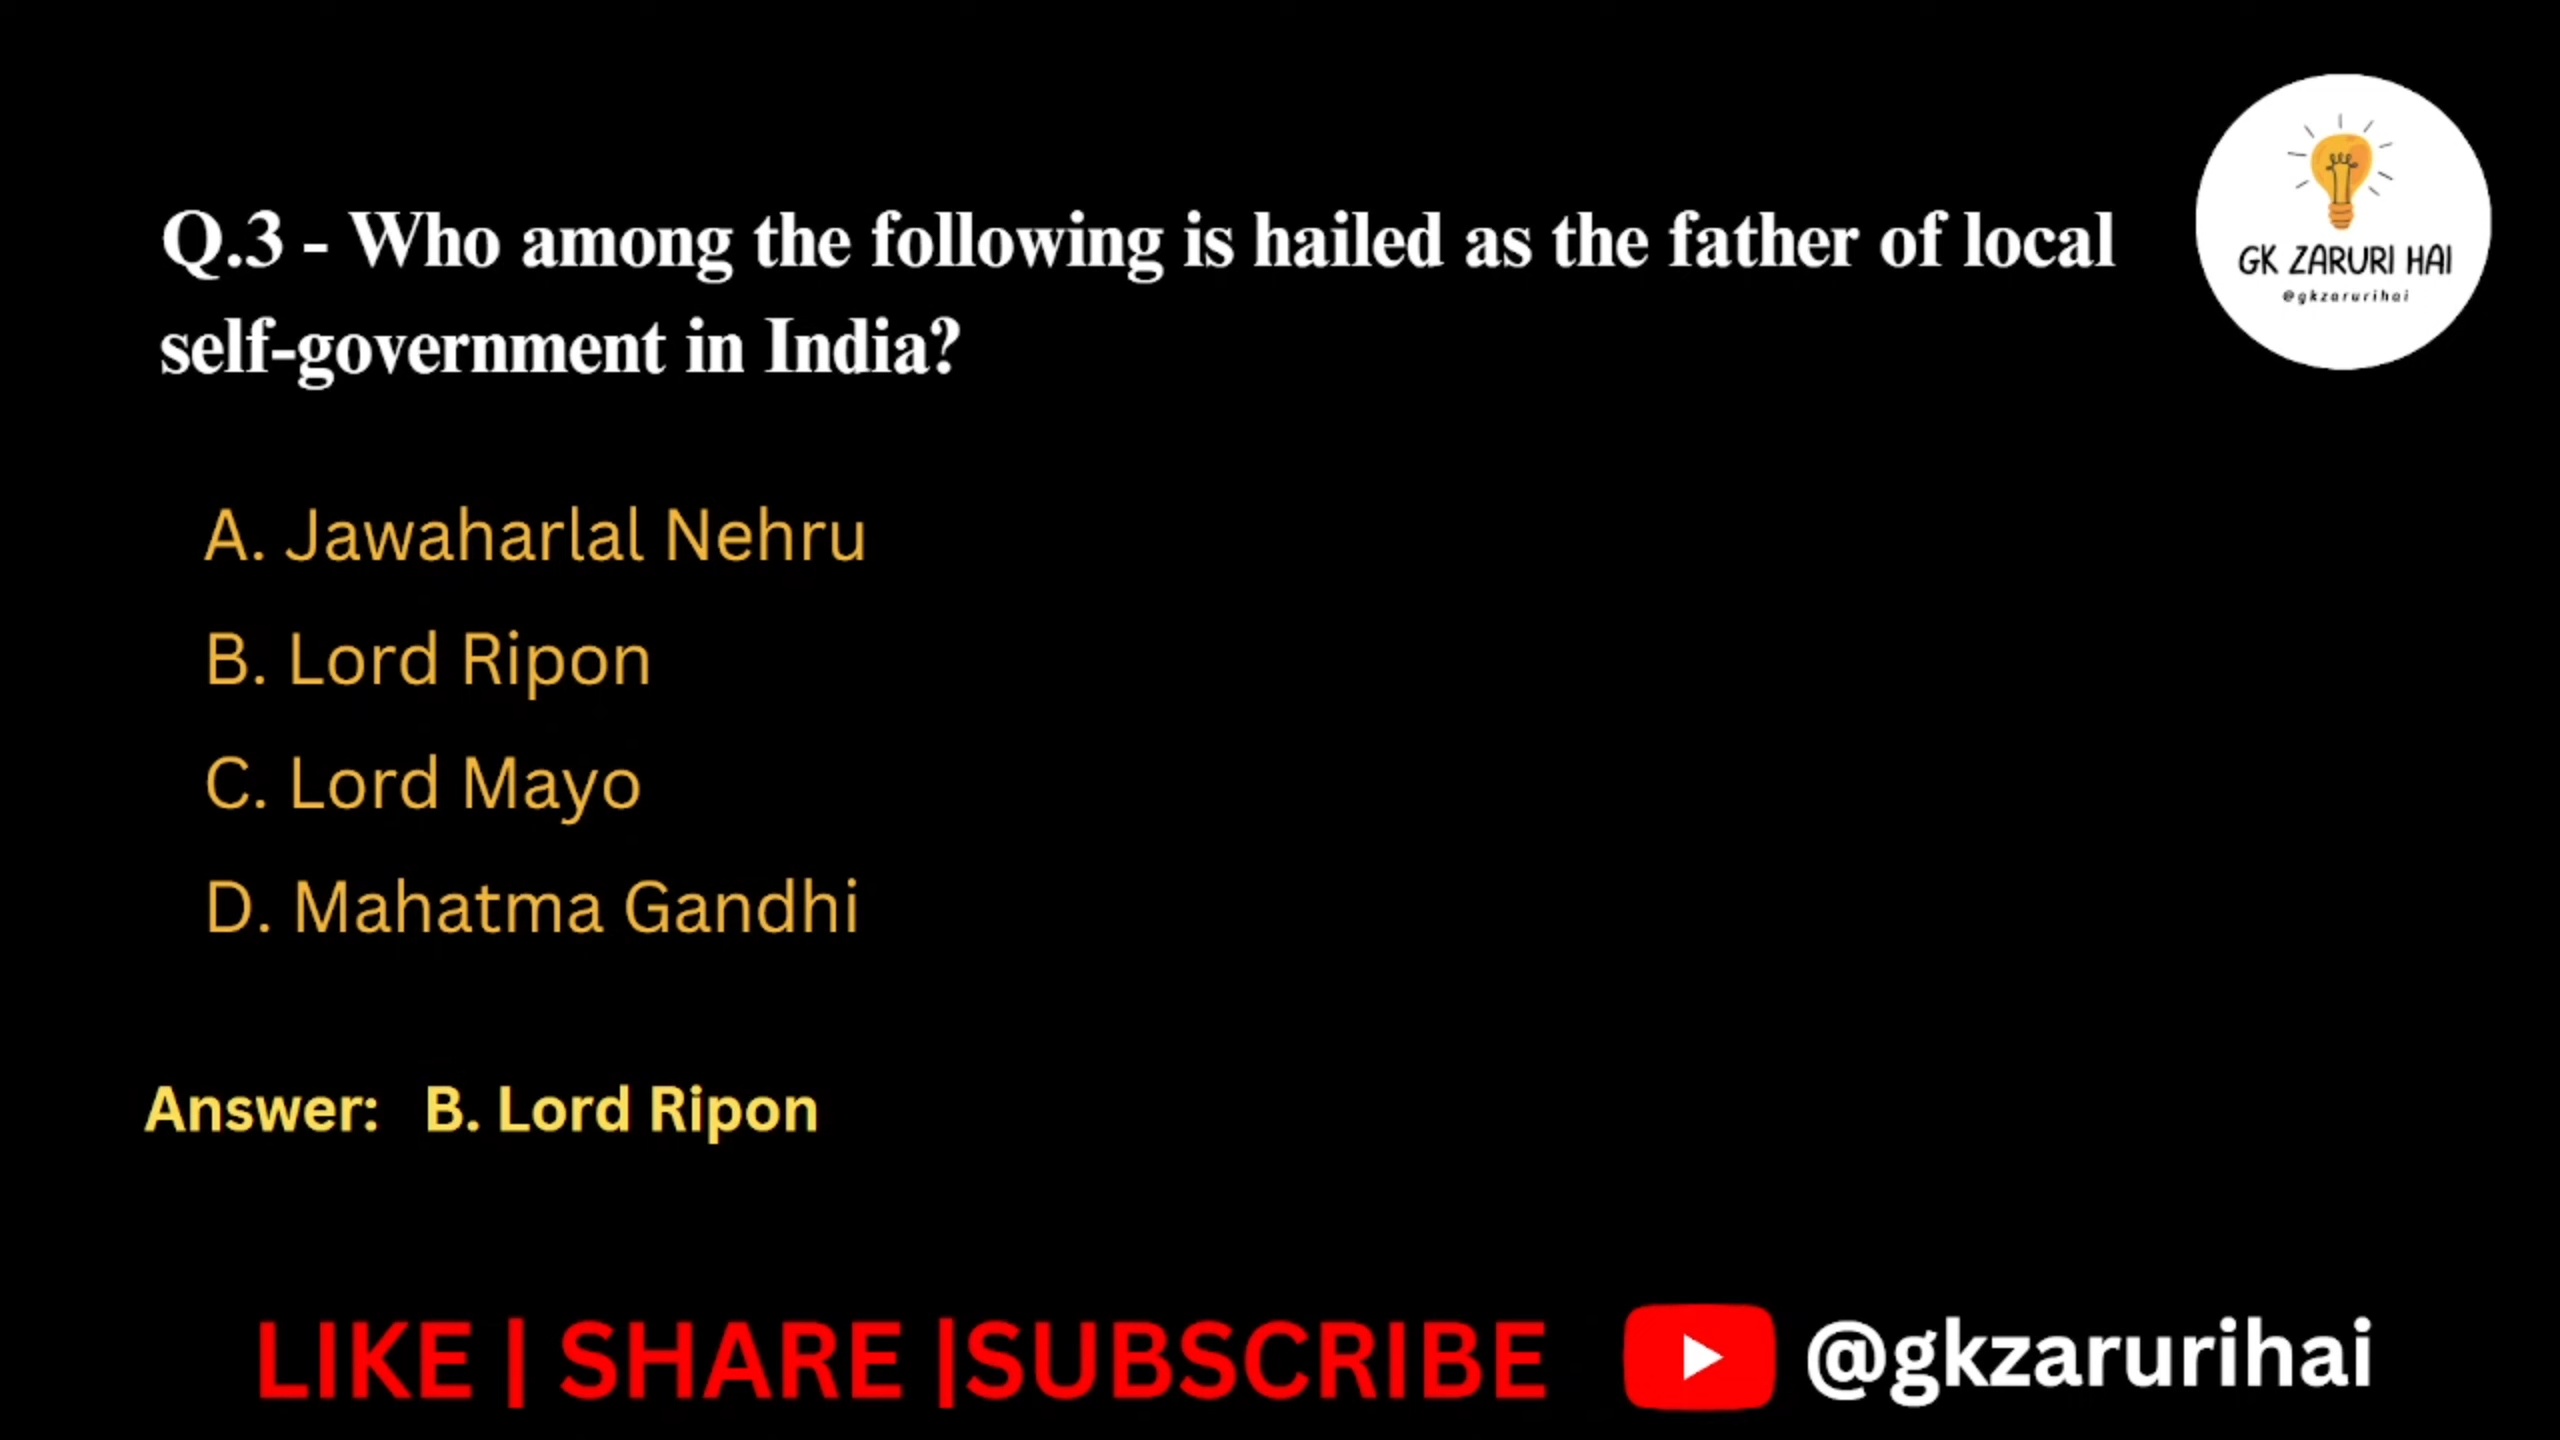 Q.3 - Who among the following is hailed as the father of local
self-government in India?
GK ZARURI HAI
@gkzarurihai
A. Jawaharlal Nehru
B. Lord Ripon
C. Lord Mayo
D. Mahatma Gandhi
Answer: B. Lord Ripon
LIKE | SHARE |SUBSCRIBE @gkzarurihai